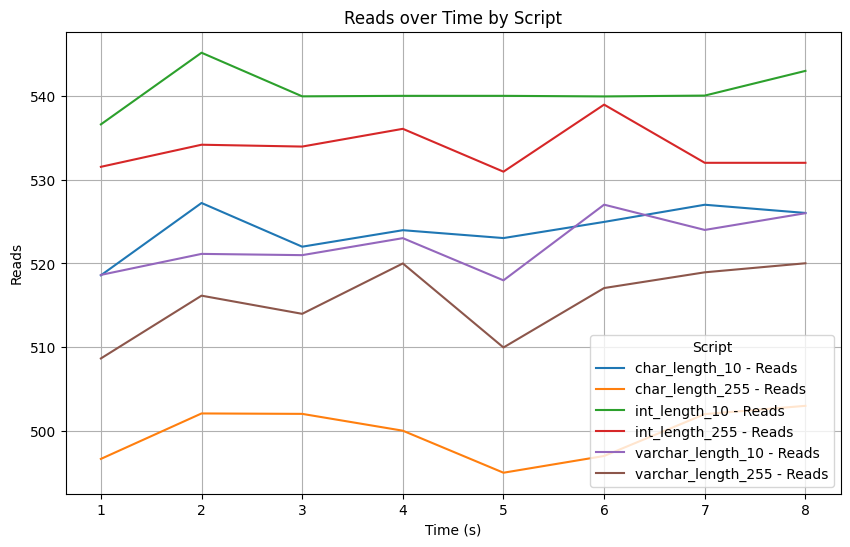 Reads over Time by Script
Reads
540
530
520
510
500
Script
char_length_10 - Reads
char_length_255 - Reads
int_length_10 - Reads
int_length_255 - Reads
varchar_length_10 - Reads
varchar_length_255 - Reads
1 2 3 4 5 6 7 8
Time (s)